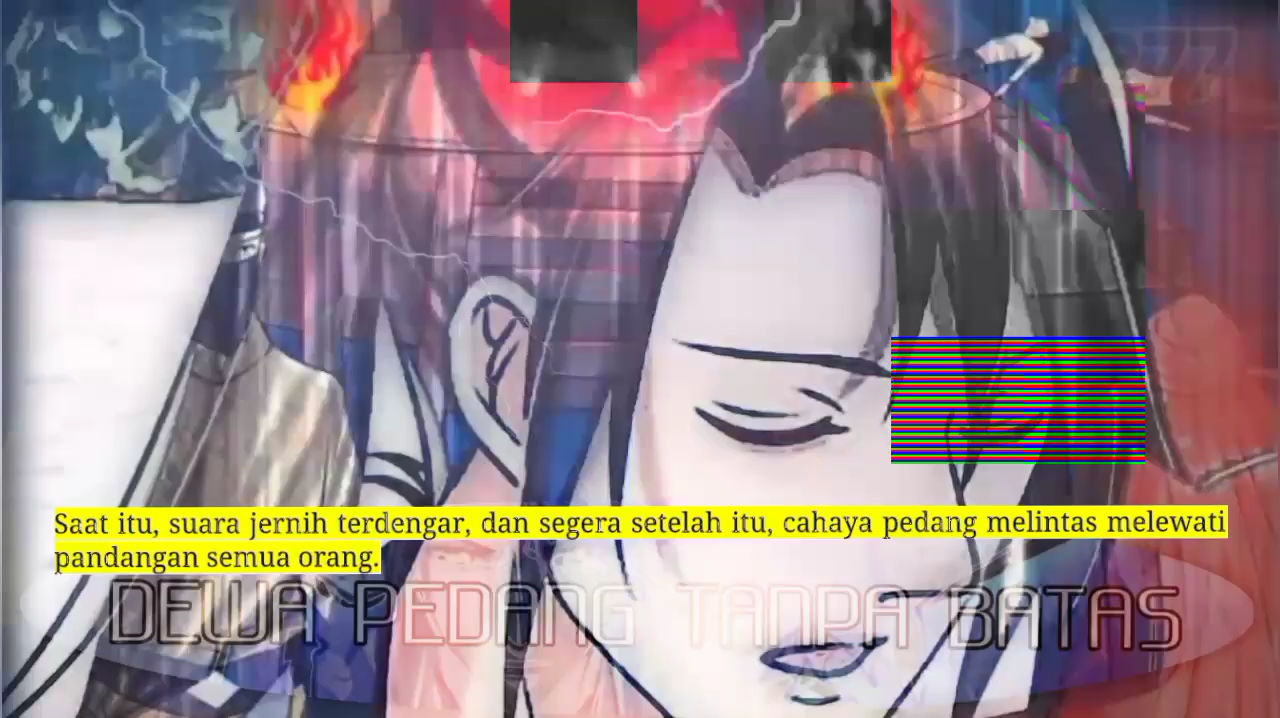 277
Saat itu, suara jernih terdengar, dan segera setelah itu, cahaya pedang melintas melewati
pandangan semua orang.
DEWA PEDANG TANPA BATAS